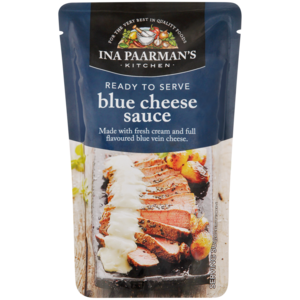 FOR THE VERY BEST IN QUALITY FOODS
INA PAARMAN'S
KITCHEN
READY TO SERVE
blue cheese
sauce
Made with fresh cream and full
flavoured blue vein cheese.